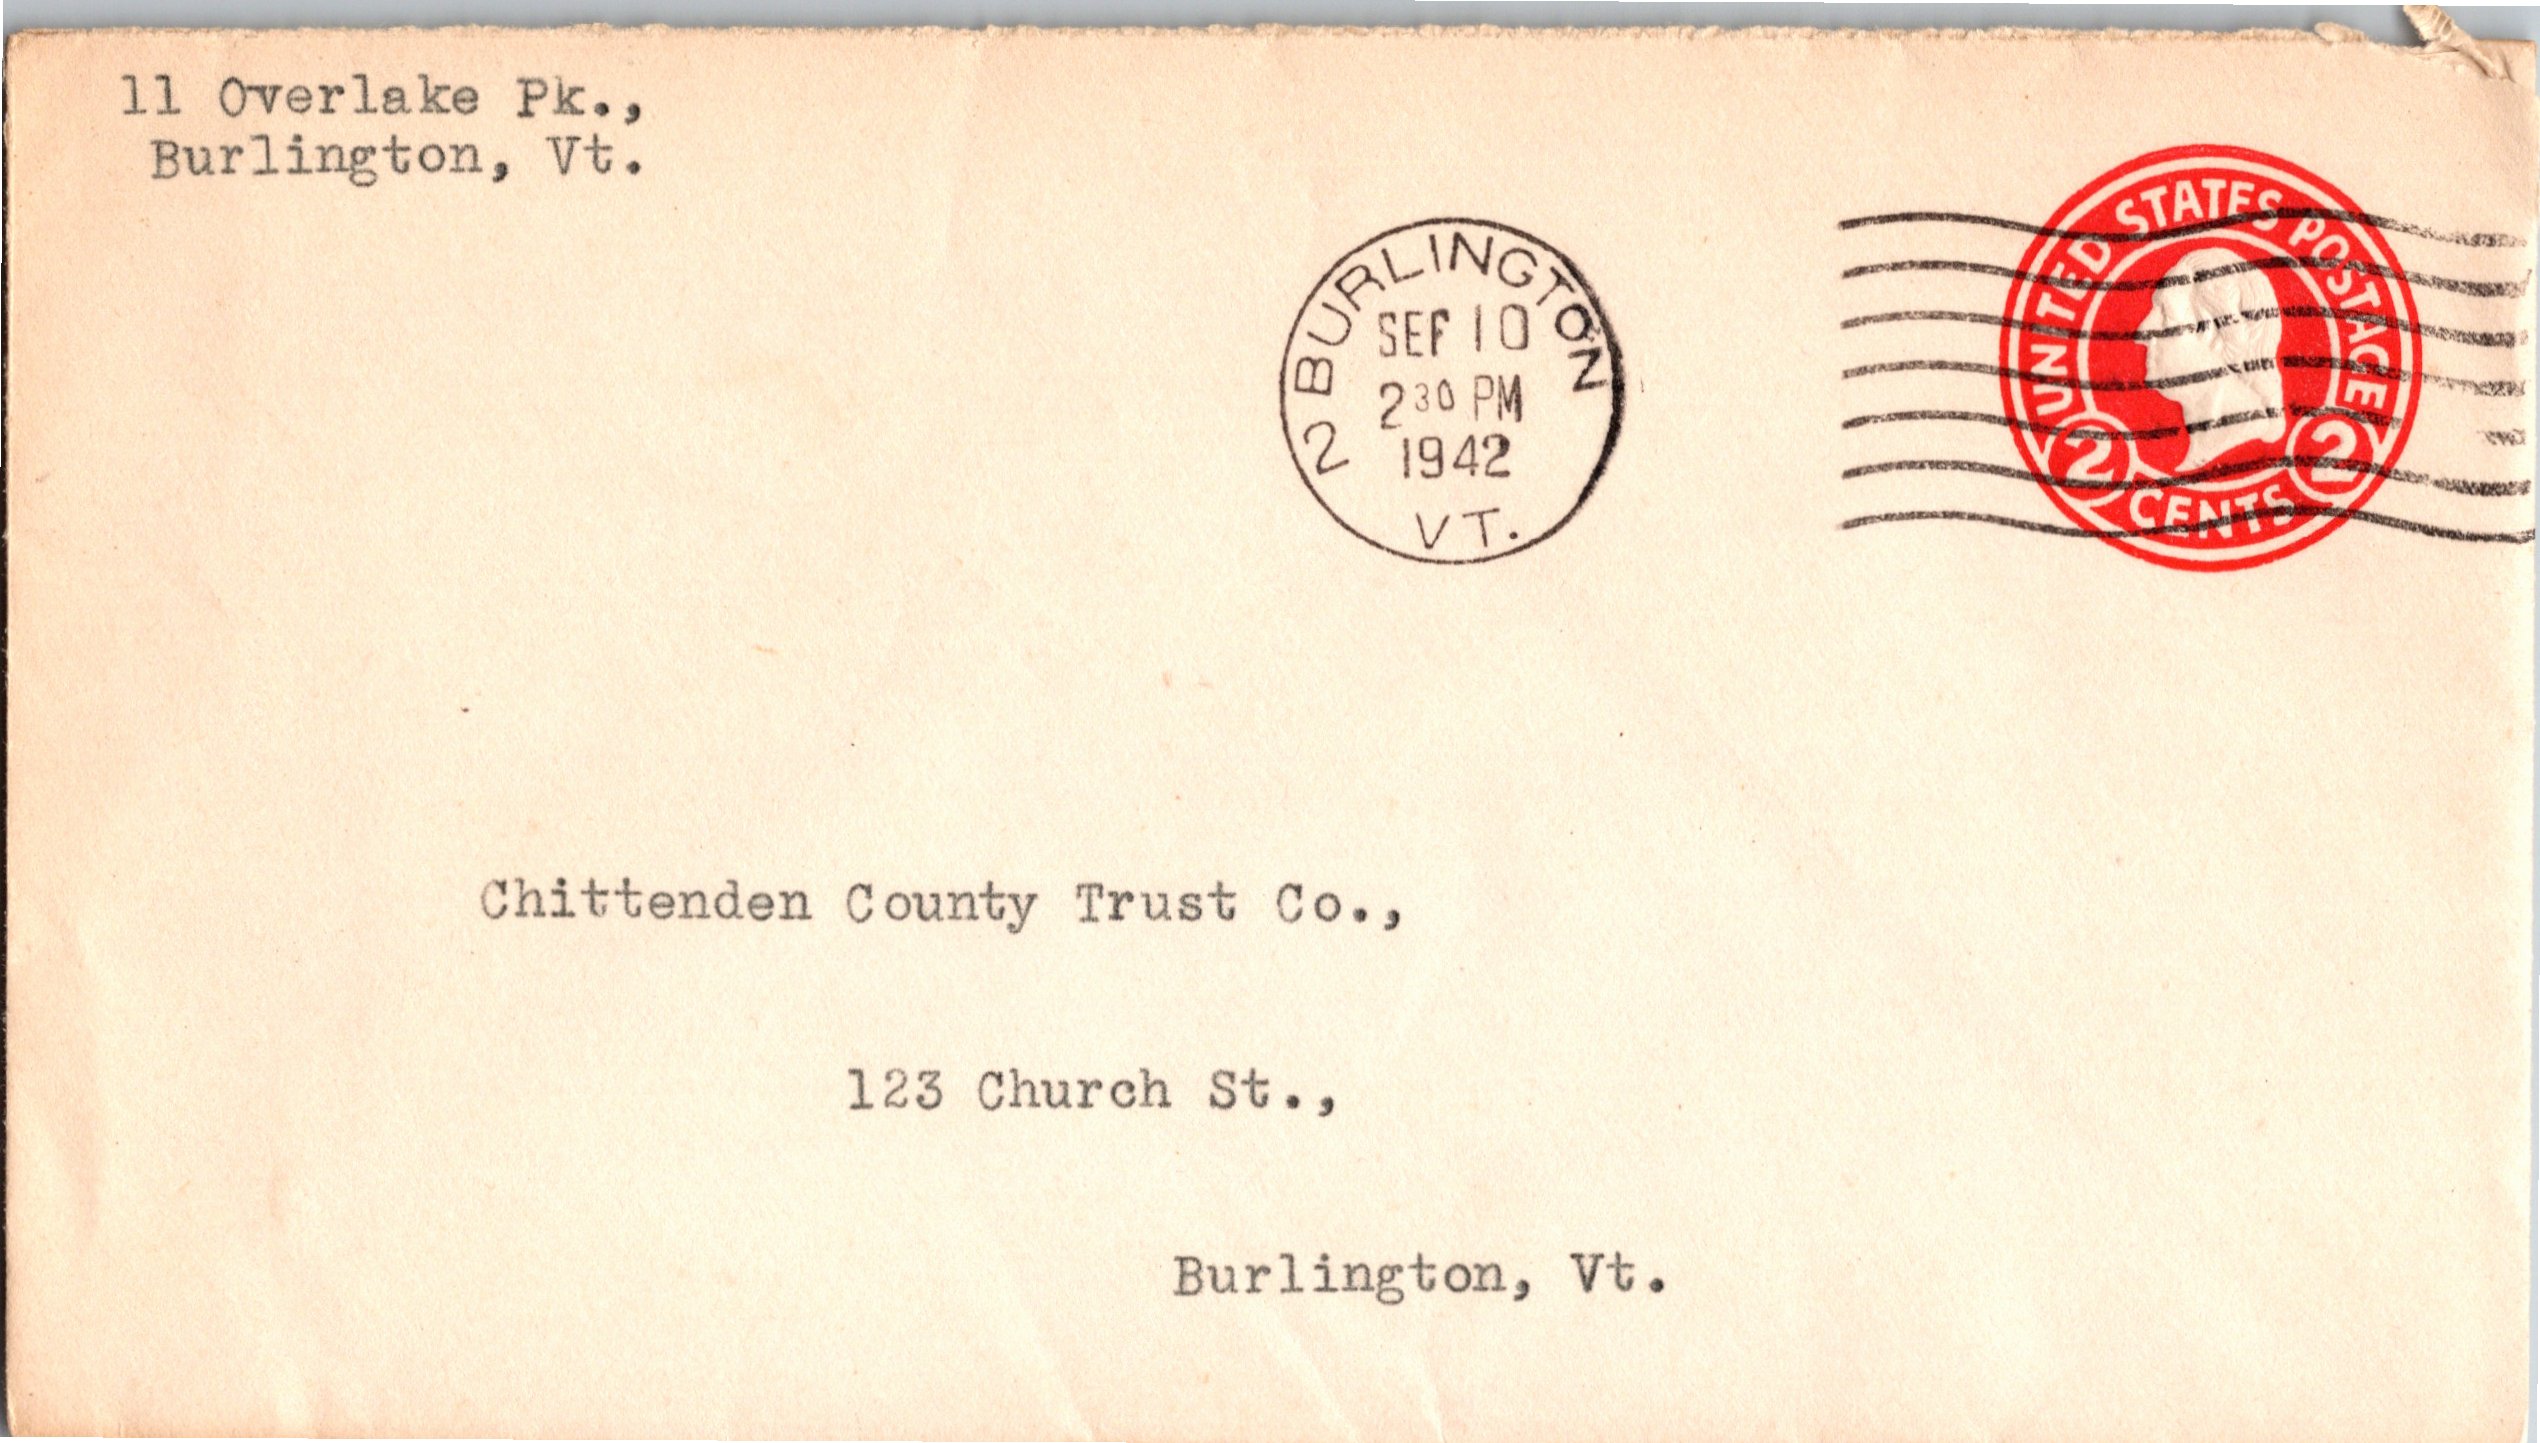 11 Overlake Pk.,
Burlington, Vt.
2 BURLINGTON
SEP 10
2 30 PM
1942
VT.
UNITED STATES POSTAGE
2 CENTS 2
Chittenden County Trust Co.,
123 Church St.,
Burlington, Vt.